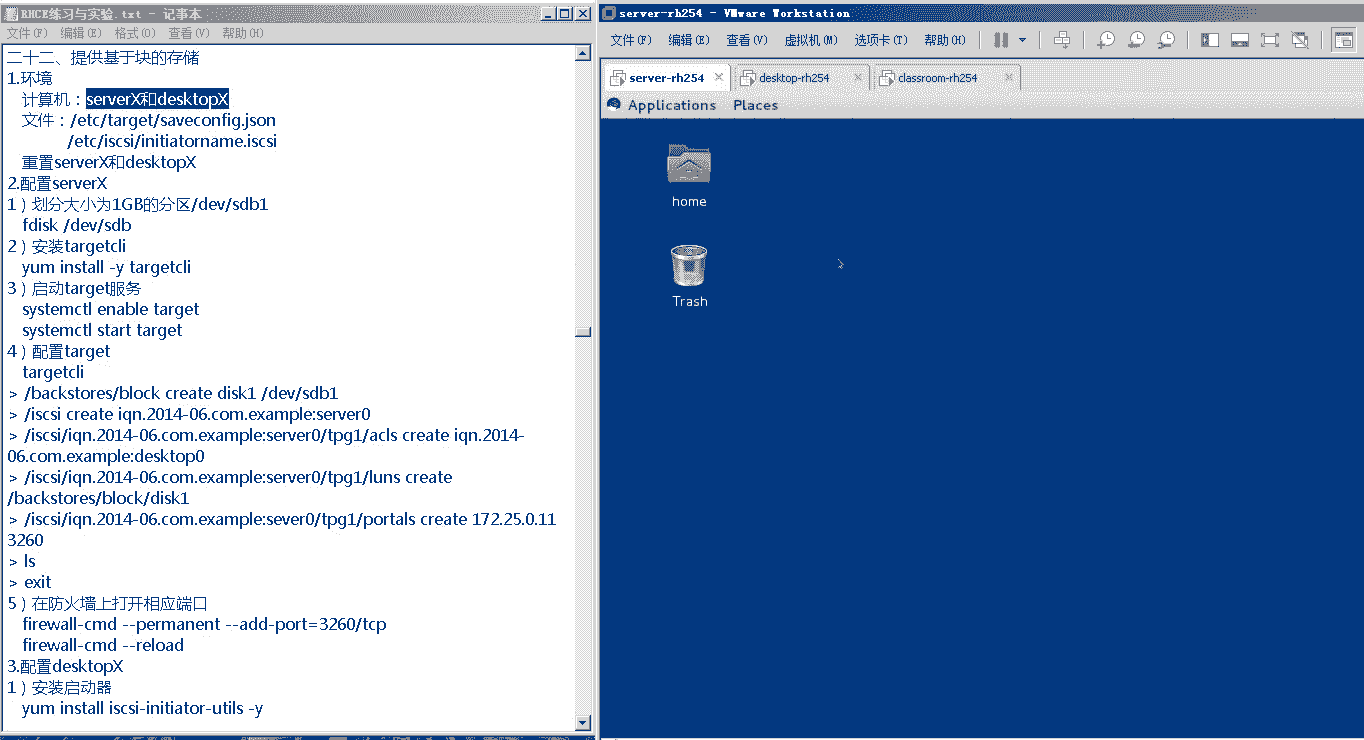 RHCE练习与实验.txt - 记事本
文件(F) 编辑(E) 格式(O) 查看(V) 帮助(H)
二十二、提供基于块的存储
1.环境
计算机：serverX和desktopX
文件：/etc/target/saveconfig.json
/etc/iscsi/initiatorname.iscsi
重置serverX和desktopX
2.配置serverX
1）划分大小为1GB的分区/dev/sdb1
fdisk /dev/sdb
2）安装targetcli
yum install -y targetcli
3）启动target服务
systemctl enable target
systemctl start target
4）配置target
targetcli
> /backstores/block create disk1 /dev/sdb1
> /iscsi create iqn.2014-06.com.example:server0
> /iscsi/iqn.2014-06.com.example:server0/tpg1/acls create iqn.2014-
06.com.example:desktop0
> /iscsi/iqn.2014-06.com.example:server0/tpg1/luns create
/backstores/block/disk1
> /iscsi/iqn.2014-06.com.example:sever0/tpg1/portals create 172.25.0.11
3260
> ls
> exit
5）在防火墙上打开相应端口
firewall-cmd --permanent --add-port=3260/tcp
firewall-cmd --reload
3.配置desktopX
1）安装启动器
yum install iscsi-initiator-utils -y
server-rh254 - VMware Workstation
文件(F) 编辑(E) 查看(V) 虚拟机(M) 选项卡(T) 帮助(H)
server-rh254 desktop-rh254 classroom-rh254
Applications Places
home
Trash